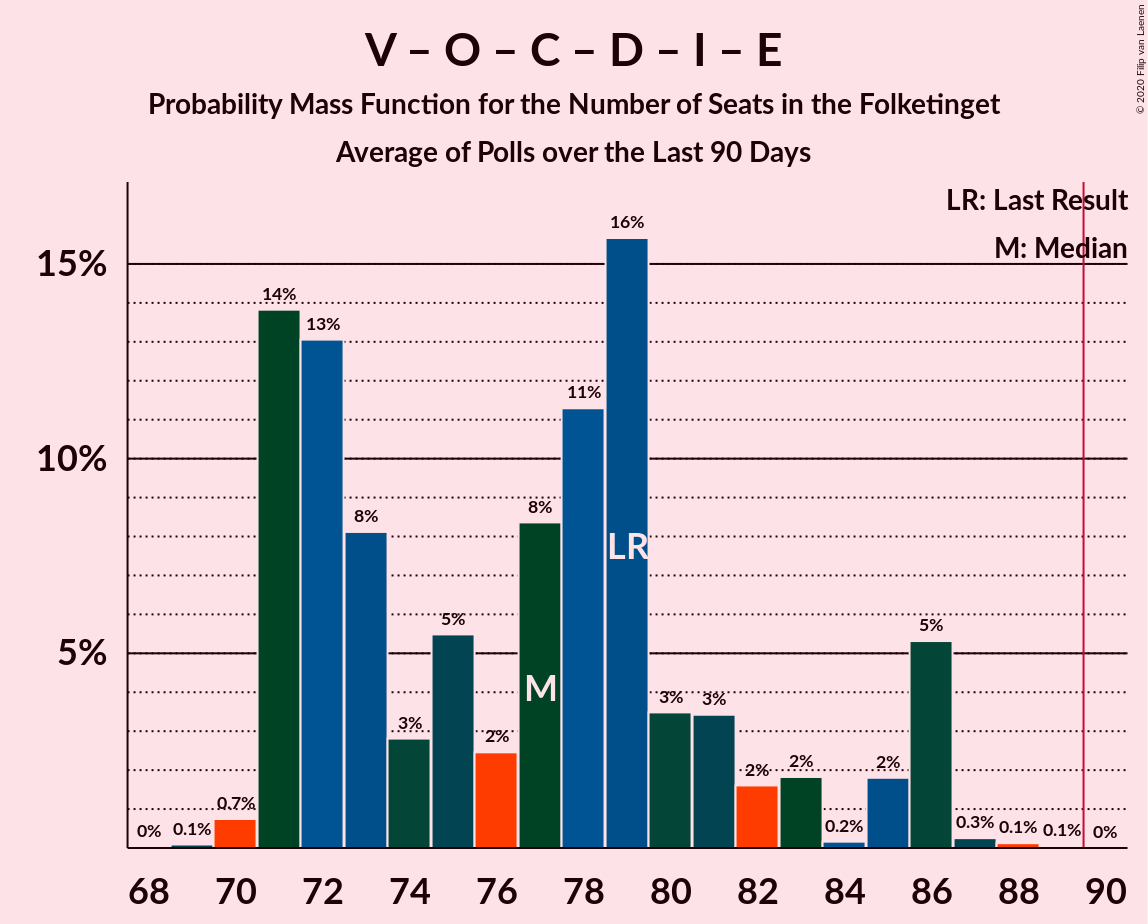 V – O – C – D – I – E
Probability Mass Function for the Number of Seats in the Folketinget
Average of Polls over the Last 90 Days
© 2020 Filip van Laenen
LR: Last Result
M: Median
15%
10%
5%
0%
0.1%
0.7%
14%
13%
8%
3%
5%
2%
8%
11%
16%
3%
3%
2%
2%
0.2%
2%
5%
0.3%
0.1%
0.1%
0%
M
LR
68 70 72 74 76 78 80 82 84 86 88 90